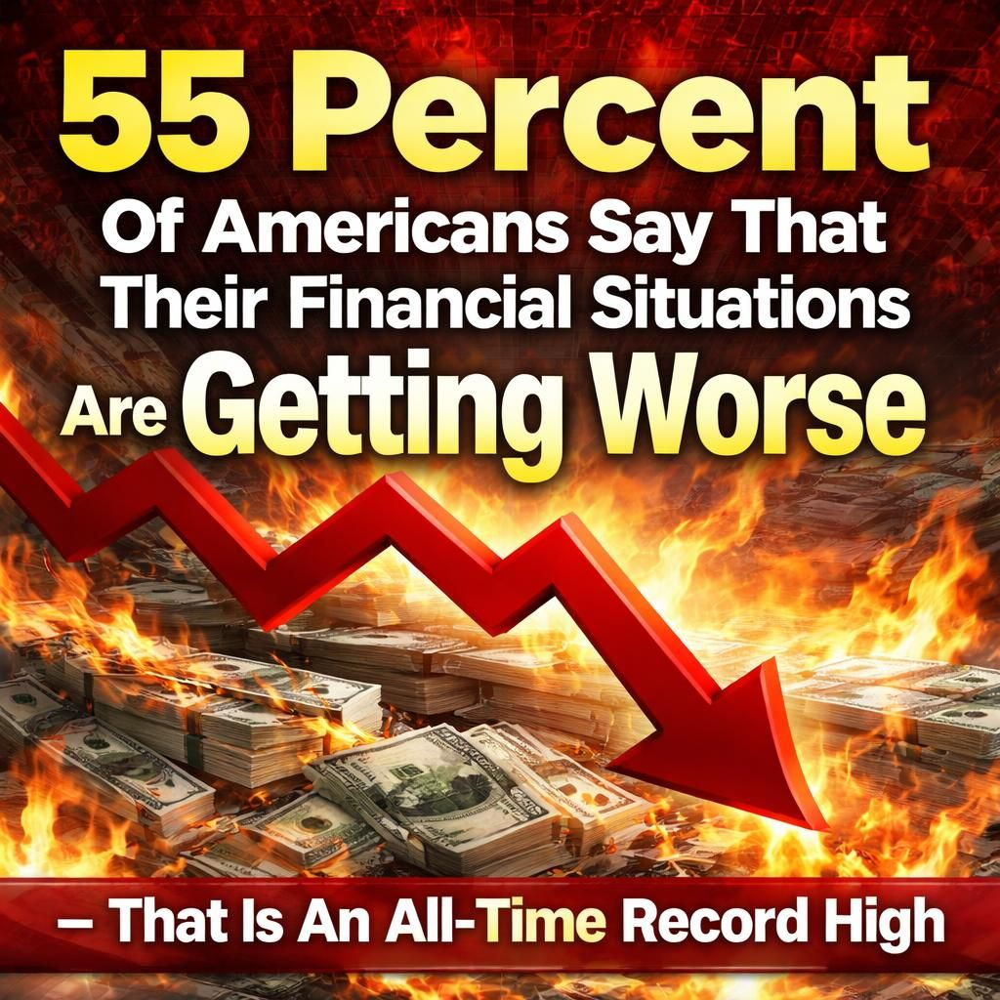 55 Percent
Of Americans Say That
Their Financial Situations
Are Getting Worse
– That Is An All-Time Record High